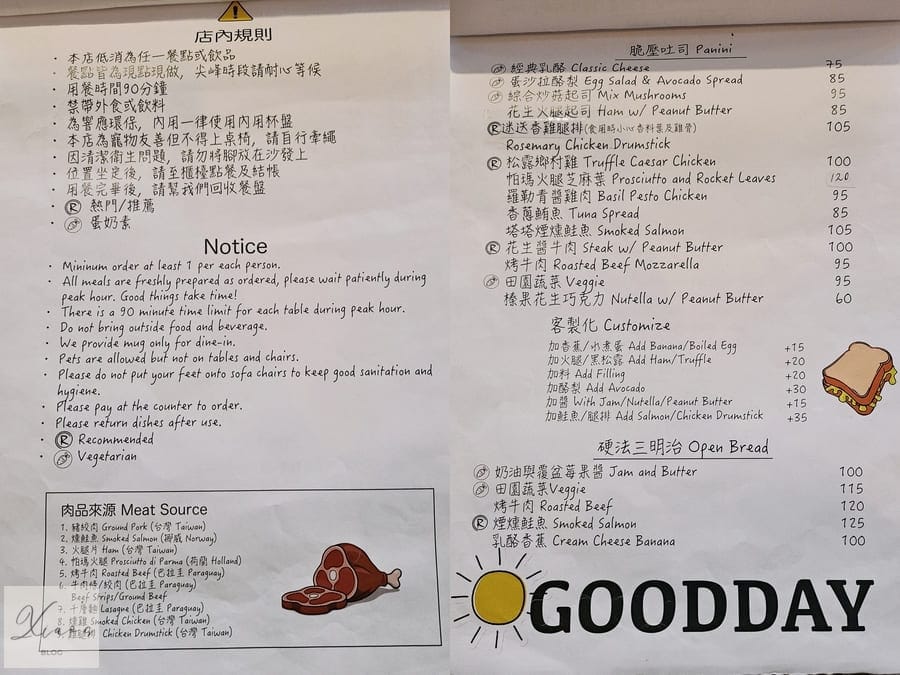 店內規則
· 本店低消為任一餐點或飲品
· 餐點皆為現點現做，尖峰時段請耐心等候
· 用餐時間90分鐘
· 禁帶外食或飲料
· 為響應環保，內用一律使用內用杯盤
· 本店為寵物友善但不得上桌椅，請自行牽繩
· 因清潔衛生問題，請勿將腳放在沙發上
· 位置坐定後，請至櫃檯點餐及結帳
· 用餐完畢後，請幫我們回收餐盤
· R 熱門/推薦
· 蛋奶素
Notice
· Mininum order at least 1 per each person.
· All meals are freshly prepared as ordered, please wait patiently during
peak hour. Good things take time!
· There is a 90 minute time limit for each table during peak hour.
· Do not bring outside food and beverage.
· We provide mug only for dine-in.
· Pets are allowed but not on tables and chairs.
· Please do not put your feet onto sofa chairs to keep good sanitation and
hygiene.
· Please pay at the counter to order.
· Please return dishes after use.
· R Recommended
· Vegetarian
肉品來源 Meat Source
1. 豬絞肉 Ground Pork (台灣 Taiwan)
2. 燻鮭魚 Smoked Salmon (挪威 Norway)
3. 火腿片 Ham (台灣 Taiwan)
4. 帕瑪火腿 Prosciutto di Parma (荷蘭 Holland)
5. 烤牛肉 Roasted Beef (巴拉圭 Paraguay)
6. 牛肉條/絞肉 (巴拉圭 Paraguay)
Beef Strips/Ground Beef
7. 千層麵 Lasagne (巴拉圭 Paraguay)
8. 燻雞 Smoked Chicken (台灣 Taiwan)
Chicken Drumstick (台灣 Taiwan)
BLOG
脆壓吐司 Panini
經典乳酪 Classic Cheese 75
蛋沙拉酪梨 Egg Salad & Avocado Spread 85
綜合炒菇起司 Mix Mushrooms 95
花生火腿起司 Ham w/ Peanut Butter 85
R 迷迭香雞腿排(食用時小心香料葉及雞骨) 105
Rosemary Chicken Drumstick
R 松露鄉村雞 Truffle Caesar Chicken 100
帕瑪火腿芝麻葉 Prosciutto and Rocket Leaves 120
羅勒青醬雞肉 Basil Pesto Chicken 95
香蔥鮪魚 Tuna Spread 85
塔塔煙燻鮭魚 Smoked Salmon 105
R 花生醬牛肉 Steak w/ Peanut Butter 100
烤牛肉 Roasted Beef Mozzarella 95
田園蔬菜 Veggie 95
榛果花生巧克力 Nutella w/ Peanut Butter 60
客製化 Customize
加香蕉/水煮蛋 Add Banana/Boiled Egg +15
加火腿/黑松露 Add Ham/Truffle +20
加料 Add Filling +20
加酪梨 Add Avocado +30
加醬 With Jam/Nutella/Peanut Butter +15
加鮭魚/腿排 Add Salmon/Chicken Drumstick +35
硬法三明治 Open Bread
奶油與覆盆莓果醬 Jam and Butter 100
田園蔬菜Veggie 115
烤牛肉 Roasted Beef 120
R 煙燻鮭魚 Smoked Salmon 125
乳酪香蕉 Cream Cheese Banana 100
GOODDAY